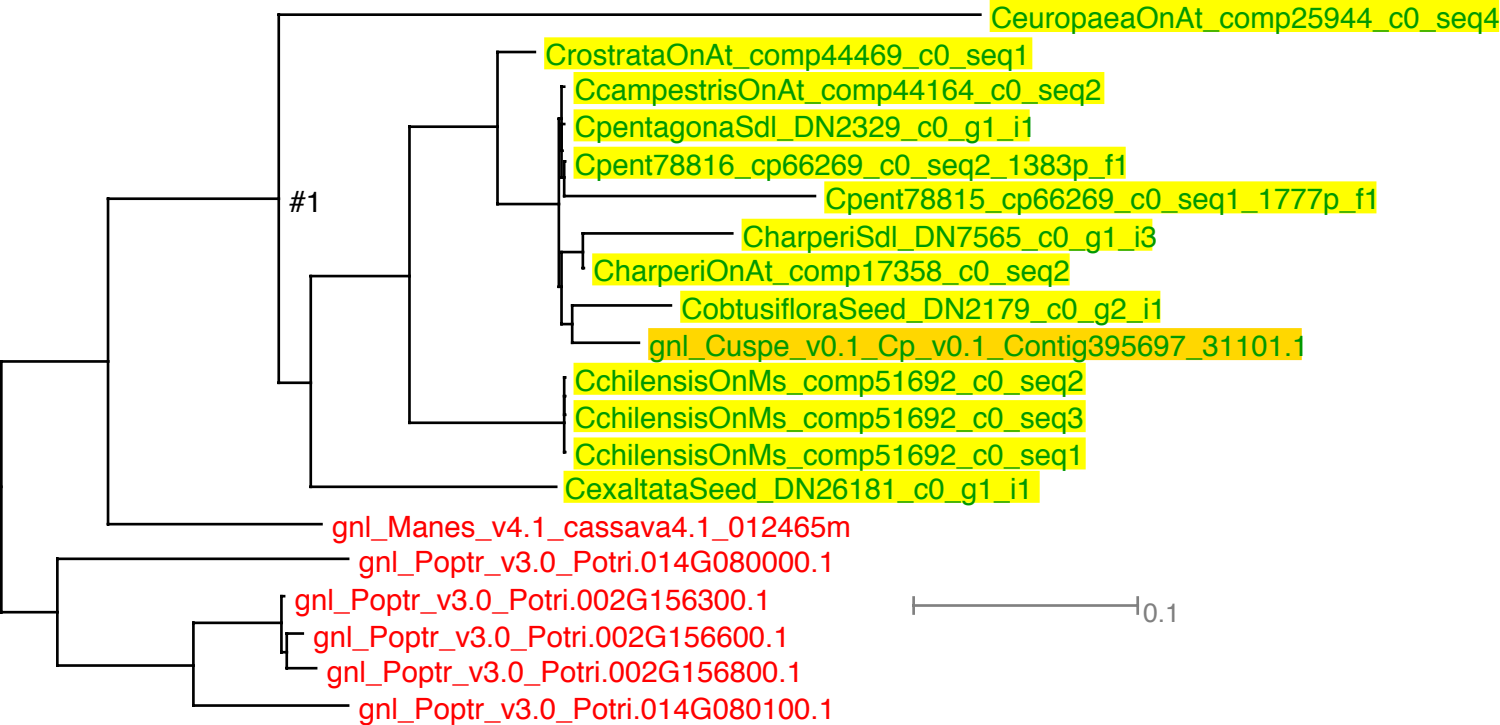 CeuropaeaOnAt_comp25944_c0_seq4
CrostrataOnAt_comp44469_c0_seq1
CcampestrisOnAt_comp44164_c0_seq2
CpentagonaSdl_DN2329_c0_g1_i1
Cpent78816_cp66269_c0_seq2_1383p_f1
#1
Cpent78815_cp66269_c0_seq1_1777p_f1
CharperiSdl_DN7565_c0_g1_i3
CharperiOnAt_comp17358_c0_seq2
CobtusifloraSeed_DN2179_c0_g2_i1
gnl_Cuspe_v0.1_Cp_v0.1_Contig395697_31101.1
CchilensisOnMs_comp51692_c0_seq2
CchilensisOnMs_comp51692_c0_seq3
CchilensisOnMs_comp51692_c0_seq1
CexaltataSeed_DN26181_c0_g1_i1
gnl_Manes_v4.1_cassava4.1_012465m
gnl_Poptr_v3.0_Potri.014G080000.1
gnl_Poptr_v3.0_Potri.002G156300.1
0.1
gnl_Poptr_v3.0_Potri.002G156600.1
gnl_Poptr_v3.0_Potri.002G156800.1
gnl_Poptr_v3.0_Potri.014G080100.1